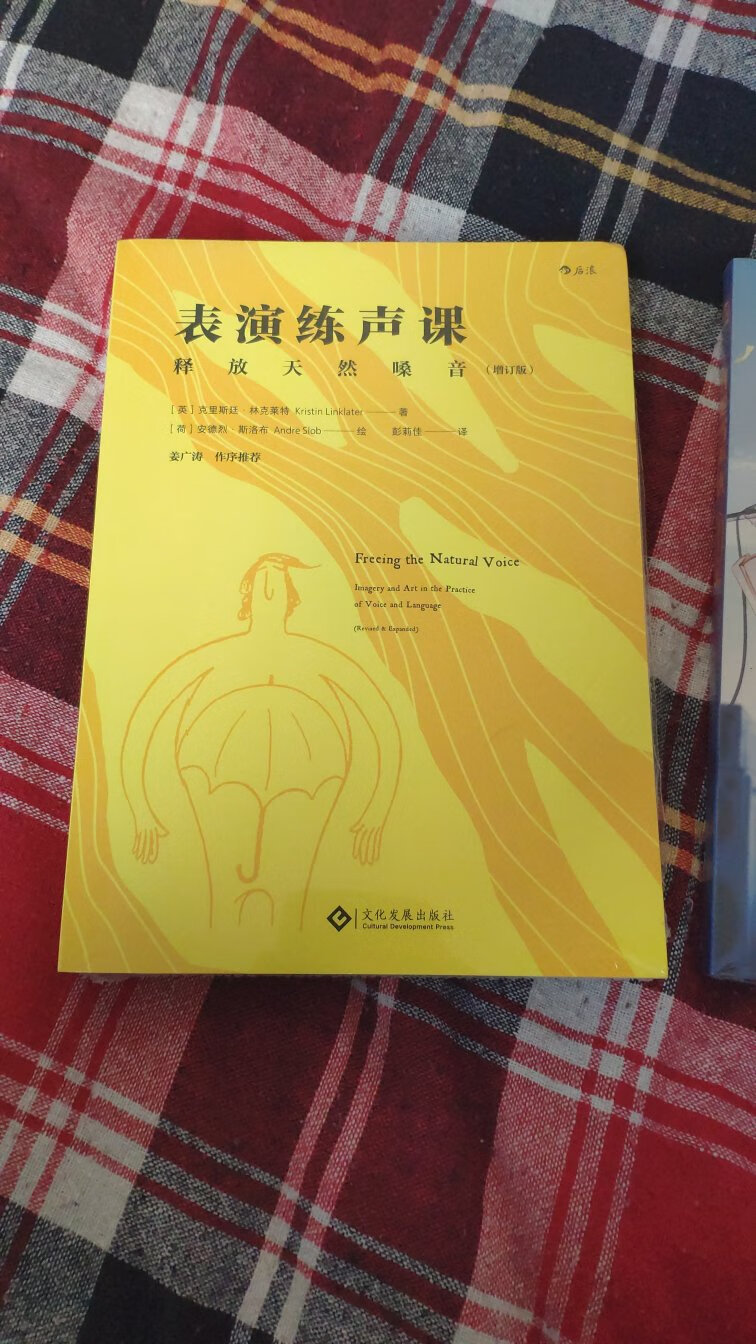 后浪
表演练声课
释放天然嗓音（增订版）
［英］克里斯廷·林克莱特 Kristin Linklater——著
［荷］安德烈·斯洛布 Andre Slob——绘 彭莉佳——译
姜广涛 作序推荐
Freeing the Natural Voice
Imagery and Art in the Practice
of Voice and Language
(Revised & Expanded)
文化发展出版社
Cultural Development Press